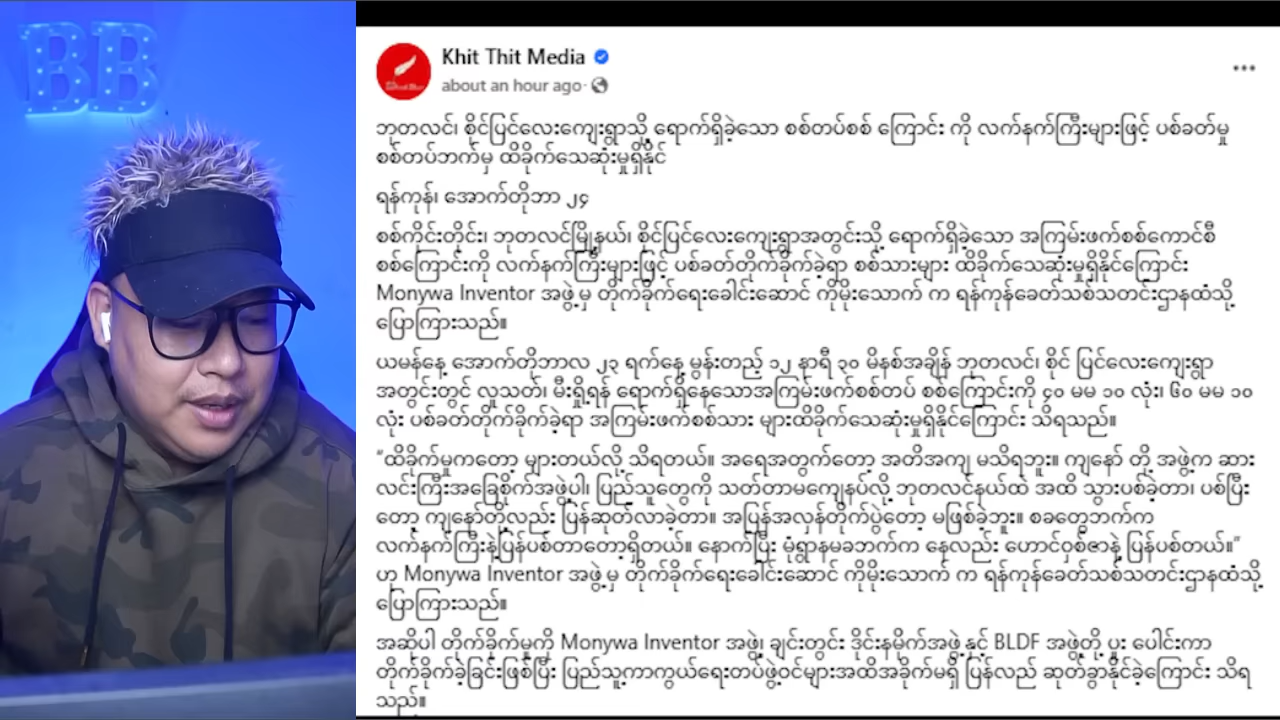 BB
Khit Thit Media
about an hour ago
ဘုတလင်၊ စိုင်ပြင်လေးကျေးရွာသို့ ရောက်ရှိခဲ့သော စစ်တပ်စစ် ကြောင်း ကို လက်နက်ကြီးများဖြင့် ပစ်ခတ်မှု
စစ်တပ်ဘက်မှ ထိခိုက်သေဆုံးမှုရှိနိုင်
ရန်ကုန်၊ အောက်တိုဘာ ၂၄
စစ်ကိုင်းတိုင်း၊ ဘုတလင်မြို့နယ်၊ စိုင်ပြင်လေးကျေးရွာအတွင်းသို့ ရောက်ရှိခဲ့သော အကြမ်းဖက်စစ်ကောင်စီ
စစ်ကြောင်းကို လက်နက်ကြီးများဖြင့် ပစ်ခတ်တိုက်ခိုက်ခဲ့ရာ စစ်သားများ ထိခိုက်သေဆုံးမှုရှိနိုင်ကြောင်း
Monywa Inventor အဖွဲ့မှ တိုက်ခိုက်ရေးခေါင်းဆောင် ကိုမိုးသောက် က ရန်ကုန်ခေတ်သစ်သတင်းဌာနထံသို့
ပြောကြားသည်။
ယမန်နေ့ အောက်တိုဘာလ ၂၃ ရက်နေ့ မွန်းတည့် ၁၂ နာရီ ၃၀ မိနစ်အချိန် ဘုတလင်၊ စိုင် ပြင်လေးကျေးရွာ
အတွင်းတွင် လူသတ်၊ မီးရှို့ရန် ရောက်ရှိနေသောအကြမ်းဖက်စစ်တပ် စစ်ကြောင်းကို ၄၀ မမ ၁၀ လုံး၊ ၆၀ မမ ၁၀
လုံး ပစ်ခတ်တိုက်ခိုက်ခဲ့ရာ အကြမ်းဖက်စစ်သား များထိခိုက်သေဆုံးမှုရှိနိုင်ကြောင်း သိရသည်။
“ထိခိုက်မှုကတော့ များတယ်လို့ သိရတယ်။ အရေအတွက်တော့ အတိအကျ မသိရဘူး။ ကျနော် တို့ အဖွဲ့က ဆား
လင်းကြီးအခြေစိုက်အဖွဲ့ပါ၊ ပြည်သူတွေကို သတ်တာမကျေနပ်လို့ ဘုတလင်နယ်ထဲ အထိ သွားပစ်ခဲ့တာ၊ ပစ်ပြီး
တော့ ကျနော်တို့လည်း ပြန်ဆုတ်လာခဲ့တာ။ အပြန်အလှန်တိုက်ပွဲတော့ မဖြစ်ခဲ့ဘူး။ စခတွေဘက်က
လက်နက်ကြီးနဲ့ပြန်ပစ်တာတော့ရှိတယ်။ နောက်ပြီး မုံရွာနမခဘက်က နေလည်း ဟောင်ဝှစ်ဇာနဲ့ ပြန်ပစ်တယ်။”
ဟု Monywa Inventor အဖွဲ့မှ တိုက်ခိုက်ရေးခေါင်းဆောင် ကိုမိုးသောက် က ရန်ကုန်ခေတ်သစ်သတင်းဌာနထံသို့
ပြောကြားသည်။
အဆိုပါ တိုက်ခိုက်မှုကို Monywa Inventor အဖွဲ့၊ ချင်းတွင်း ဒိုင်းနမိုက်အဖွဲ့နှင့် BLDF အဖွဲ့တို့ ပူး ပေါင်းကာ
တိုက်ခိုက်ခဲ့ခြင်းဖြစ်ပြီး ပြည်သူ့ကာကွယ်ရေးတပ်ဖွဲ့ဝင်များအထိအခိုက်မရှိ ပြန်လည် ဆုတ်ခွာနိုင်ခဲ့ကြောင်း သိရ
သည်။